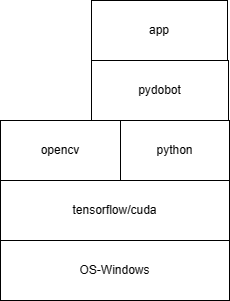 app
pydobot
opencv
python
tensorflow/cuda
OS-Windows